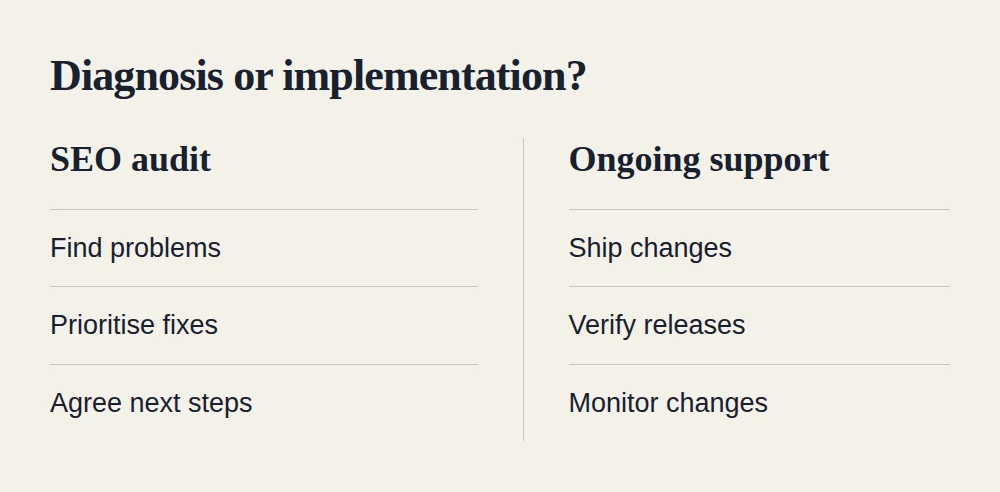 Diagnosis or implementation?
SEO audit
Find problems
Prioritise fixes
Agree next steps
Ongoing support
Ship changes
Verify releases
Monitor changes